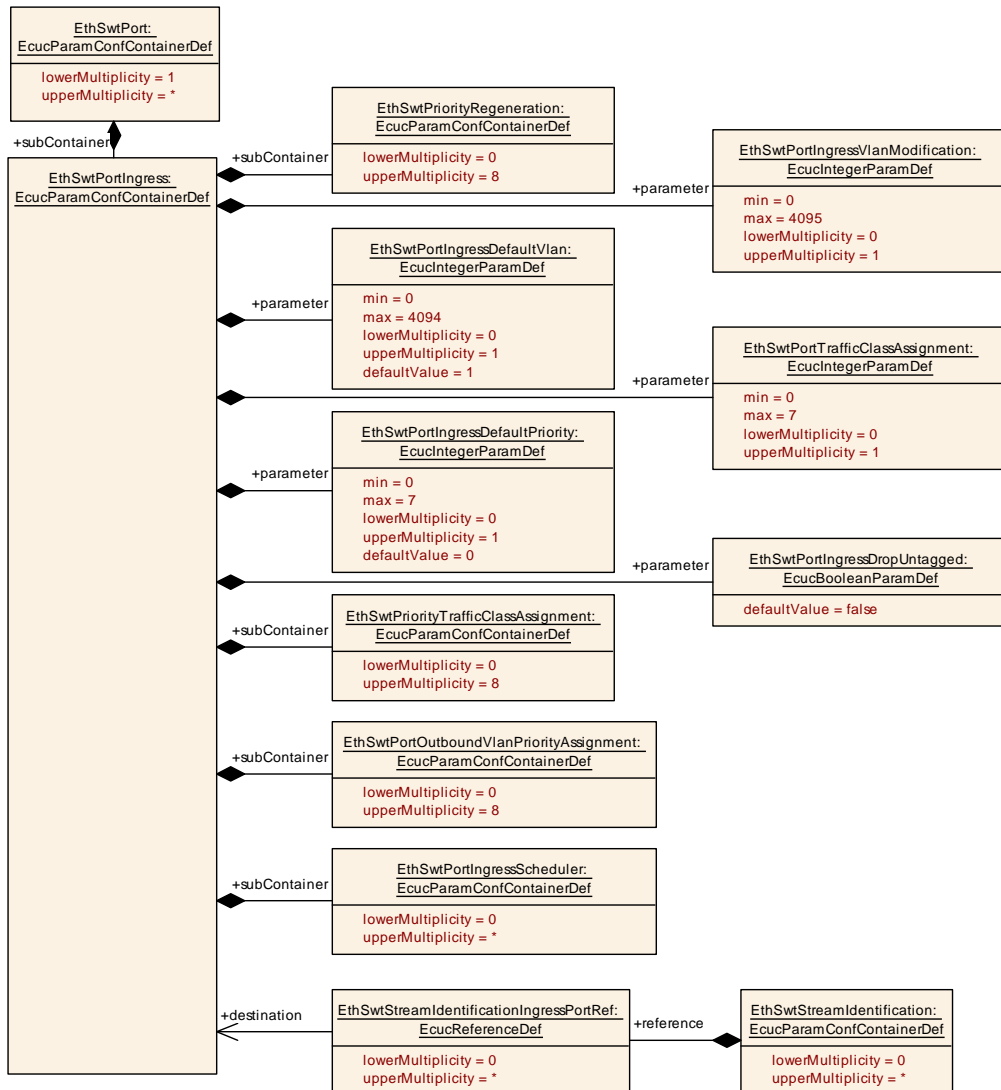 EthSwtPort:
EcucParamConfContainerDef
lowerMultiplicity = 1
upperMultiplicity = *
+subContainer
EthSwtPortIngress:
EcucParamConfContainerDef
+subContainer
EthSwtPriorityRegeneration:
EcucParamConfContainerDef
lowerMultiplicity = 0
upperMultiplicity = 8
+parameter
EthSwtPortIngressVlanModification:
EcucIntegerParamDef
min = 0
max = 4095
lowerMultiplicity = 0
upperMultiplicity = 1
+parameter
EthSwtPortIngressDefaultVlan:
EcucIntegerParamDef
min = 0
max = 4094
lowerMultiplicity = 0
upperMultiplicity = 1
defaultValue = 1
+parameter
EthSwtPortTrafficClassAssignment:
EcucIntegerParamDef
min = 0
max = 7
lowerMultiplicity = 0
upperMultiplicity = 1
+parameter
EthSwtPortIngressDefaultPriority:
EcucIntegerParamDef
min = 0
max = 7
lowerMultiplicity = 0
upperMultiplicity = 1
defaultValue = 0
+parameter
EthSwtPortIngressDropUntagged:
EcucBooleanParamDef
defaultValue = false
+subContainer
EthSwtPriorityTrafficClassAssignment:
EcucParamConfContainerDef
lowerMultiplicity = 0
upperMultiplicity = 8
+subContainer
EthSwtPortOutboundVlanPriorityAssignment:
EcucParamConfContainerDef
lowerMultiplicity = 0
upperMultiplicity = 8
+subContainer
EthSwtPortIngressScheduler:
EcucParamConfContainerDef
lowerMultiplicity = 0
upperMultiplicity = *
+destination
EthSwtStreamIdentificationIngressPortRef:
EcucReferenceDef
lowerMultiplicity = 0
upperMultiplicity = *
+reference
EthSwtStreamIdentification:
EcucParamConfContainerDef
lowerMultiplicity = 0
upperMultiplicity = *